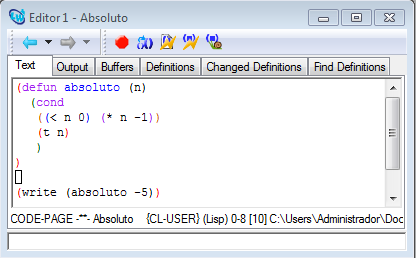 Editor 1 - Absoluto
Text Output Buffers Definitions Changed Definitions Find Definitions
(defun absoluto (n)
(cond
((< n 0) (* n -1))
(t n)
)
)
(write (absoluto -5))
CODE-PAGE -**- Absoluto {CL-USER} (Lisp) 0-8 [10] C:\Users\Administrador\Doc